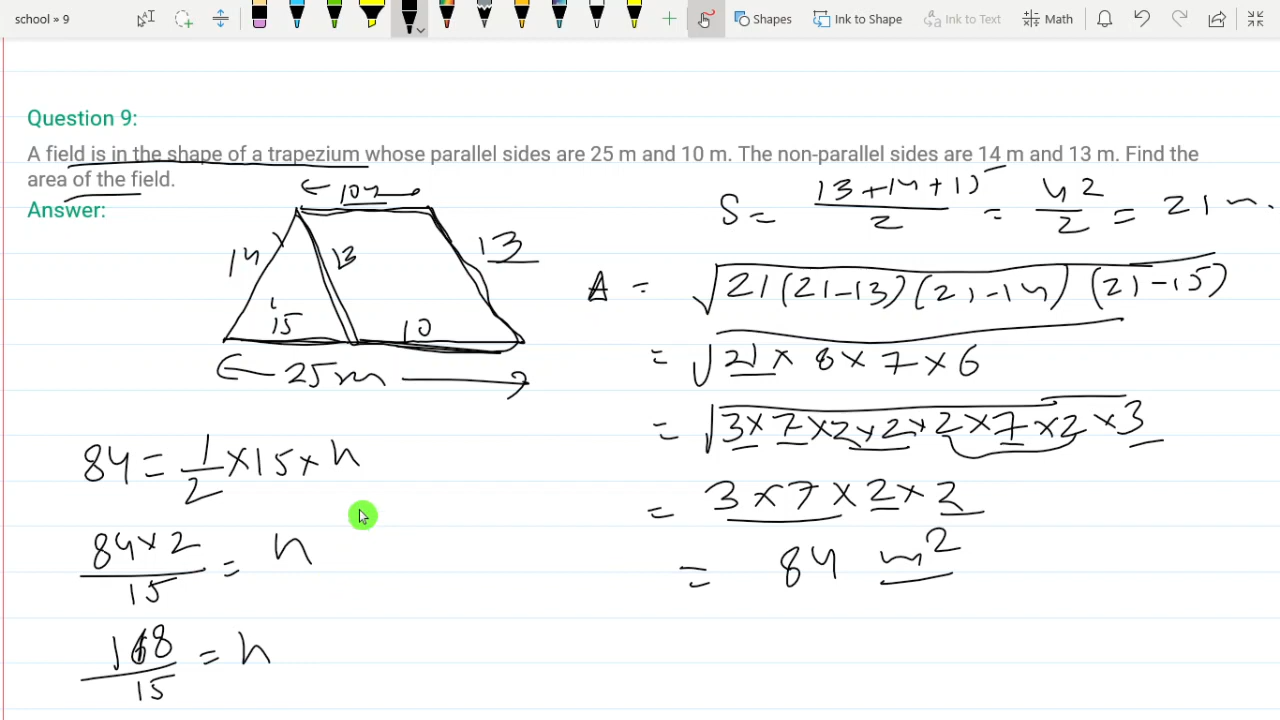 school » 9
Shapes
Ink to Shape
Ink to Text
Math
Question 9:
A field is in the shape of a trapezium whose parallel sides are 25 m and 10 m. The non-parallel sides are 14 m and 13 m. Find the
area of the field.
Answer:
14
13
13
15
10
25m
S = (13+14+15)/2 = 42/2 = 21 m.
A = √21(21-13)(21-14)(21-15)
= √21 × 8 × 7 × 6
= √3×7×2×2×2×7×2×3
= 3×7×2×2
= 84 m²
84 = 1/2 × 15 × h
84×2/15 = h
168/15 = h